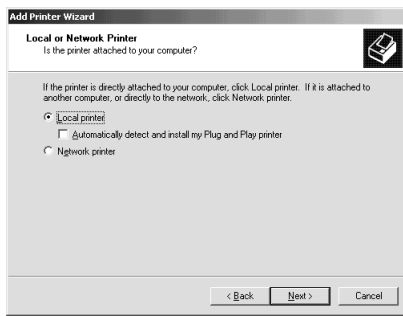 Add Printer Wizard
Local or Network Printer
Is the printer attached to your computer?
If the printer is directly attached to your computer, click Local printer. If it is attached to
another computer, or directly to the network, click Network printer.
Local printer
Automatically detect and install my Plug and Play printer
Network printer
< Back
Next >
Cancel